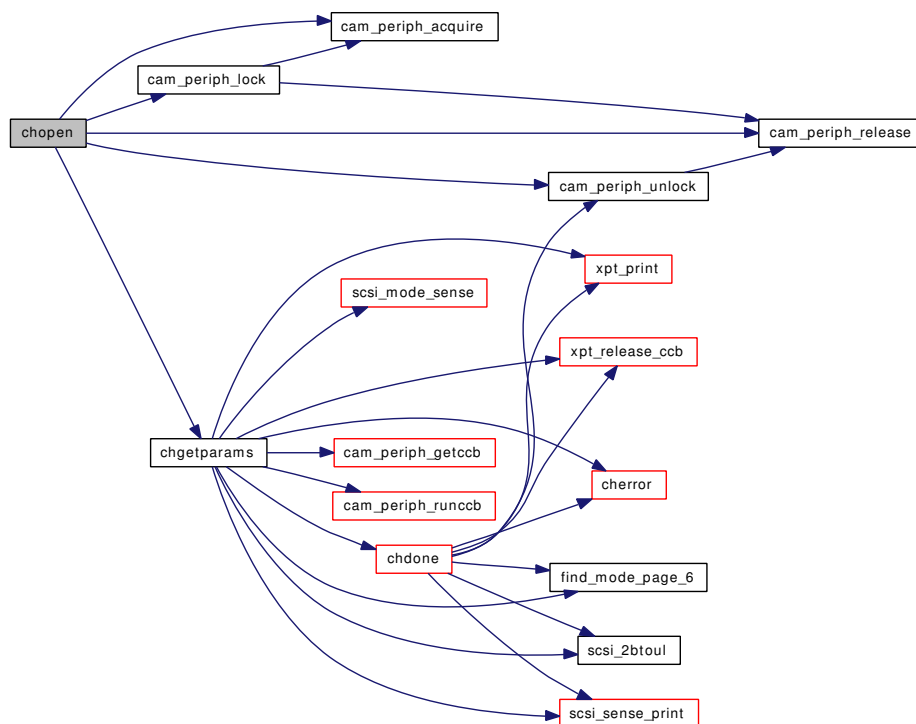 cam_periph_acquire
cam_periph_lock
chopen
cam_periph_release
cam_periph_unlock
xpt_print
scsi_mode_sense
xpt_release_ccb
chgetparams
cam_periph_getccb
cherror
cam_periph_runccb
chdone
find_mode_page_6
scsi_2btoul
scsi_sense_print